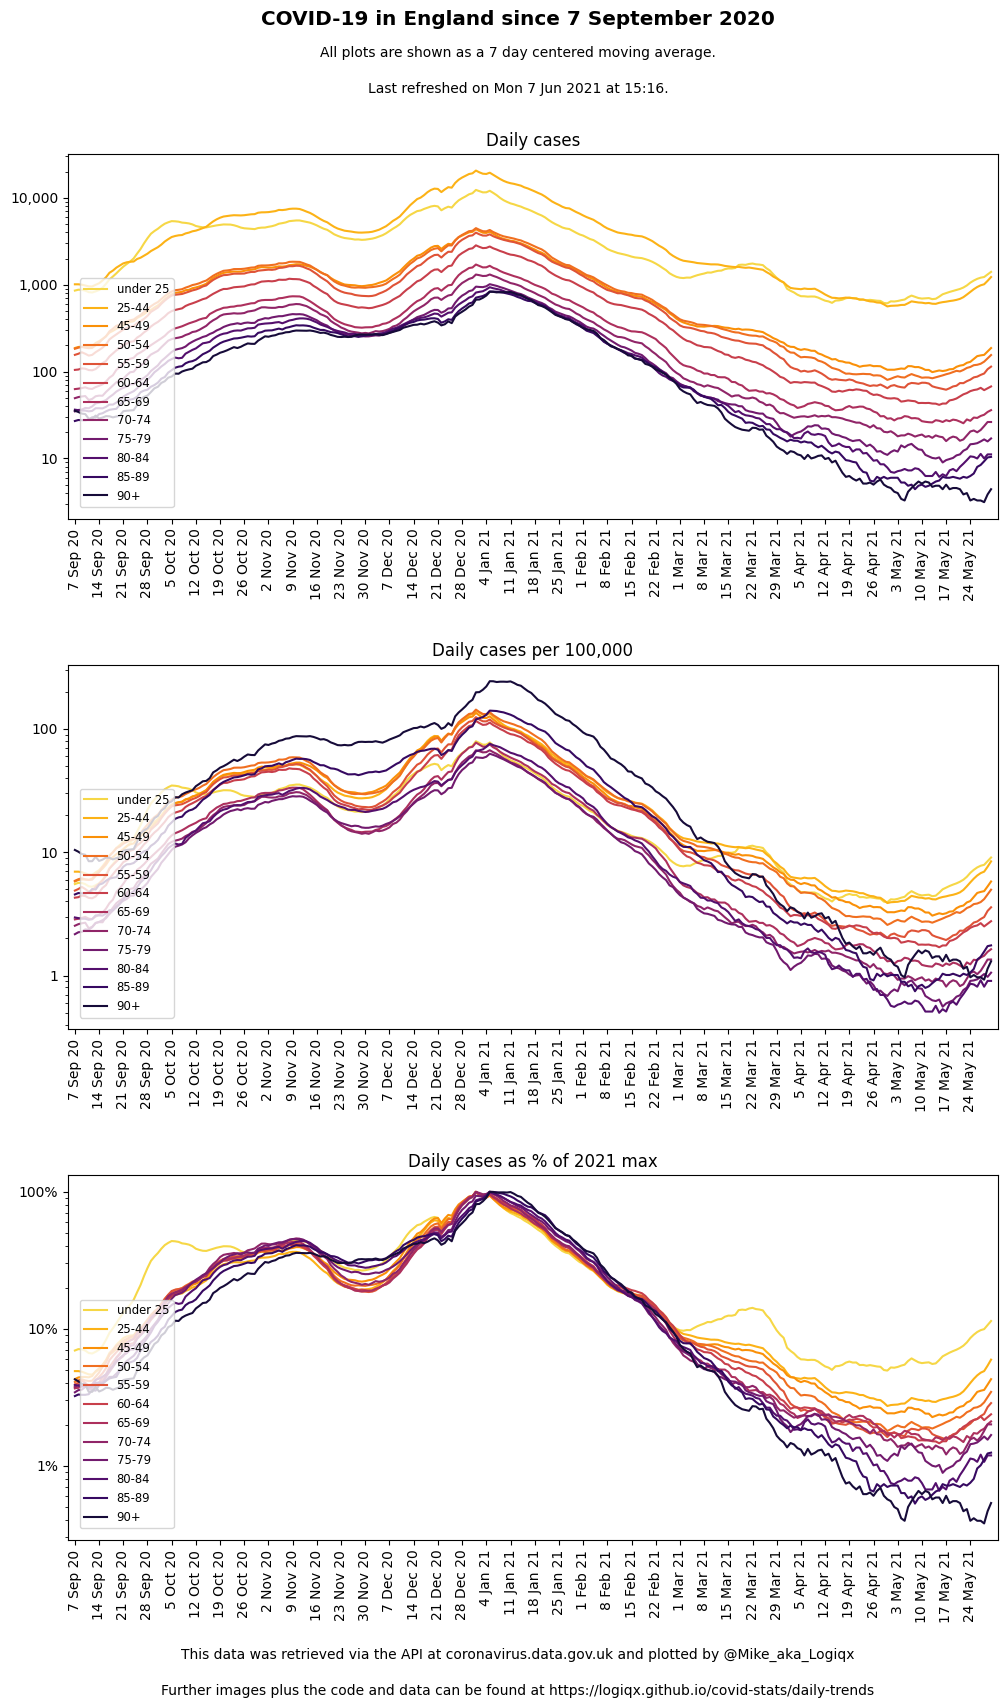 COVID-19 in England since 7 September 2020
All plots are shown as a 7 day centered moving average.
Last refreshed on Mon 7 Jun 2021 at 15:16.
Daily cases
10,000
1,000
100
10
under 25
25-44
45-49
50-54
55-59
60-64
65-69
70-74
75-79
80-84
85-89
90+
7 Sep 20
14 Sep 20
21 Sep 20
28 Sep 20
5 Oct 20
12 Oct 20
19 Oct 20
26 Oct 20
2 Nov 20
9 Nov 20
16 Nov 20
23 Nov 20
30 Nov 20
7 Dec 20
14 Dec 20
21 Dec 20
28 Dec 20
4 Jan 21
11 Jan 21
18 Jan 21
25 Jan 21
1 Feb 21
8 Feb 21
15 Feb 21
22 Feb 21
1 Mar 21
8 Mar 21
15 Mar 21
22 Mar 21
29 Mar 21
5 Apr 21
12 Apr 21
19 Apr 21
26 Apr 21
3 May 21
10 May 21
17 May 21
24 May 21
Daily cases per 100,000
100
10
1
under 25
25-44
45-49
50-54
55-59
60-64
65-69
70-74
75-79
80-84
85-89
90+
7 Sep 20
14 Sep 20
21 Sep 20
28 Sep 20
5 Oct 20
12 Oct 20
19 Oct 20
26 Oct 20
2 Nov 20
9 Nov 20
16 Nov 20
23 Nov 20
30 Nov 20
7 Dec 20
14 Dec 20
21 Dec 20
28 Dec 20
4 Jan 21
11 Jan 21
18 Jan 21
25 Jan 21
1 Feb 21
8 Feb 21
15 Feb 21
22 Feb 21
1 Mar 21
8 Mar 21
15 Mar 21
22 Mar 21
29 Mar 21
5 Apr 21
12 Apr 21
19 Apr 21
26 Apr 21
3 May 21
10 May 21
17 May 21
24 May 21
Daily cases as % of 2021 max
100%
10%
1%
under 25
25-44
45-49
50-54
55-59
60-64
65-69
70-74
75-79
80-84
85-89
90+
7 Sep 20
14 Sep 20
21 Sep 20
28 Sep 20
5 Oct 20
12 Oct 20
19 Oct 20
26 Oct 20
2 Nov 20
9 Nov 20
16 Nov 20
23 Nov 20
30 Nov 20
7 Dec 20
14 Dec 20
21 Dec 20
28 Dec 20
4 Jan 21
11 Jan 21
18 Jan 21
25 Jan 21
1 Feb 21
8 Feb 21
15 Feb 21
22 Feb 21
1 Mar 21
8 Mar 21
15 Mar 21
22 Mar 21
29 Mar 21
5 Apr 21
12 Apr 21
19 Apr 21
26 Apr 21
3 May 21
10 May 21
17 May 21
24 May 21
This data was retrieved via the API at coronavirus.data.gov.uk and plotted by @Mike_aka_Logiqx
Further images plus the code and data can be found at https://logiqx.github.io/covid-stats/daily-trends